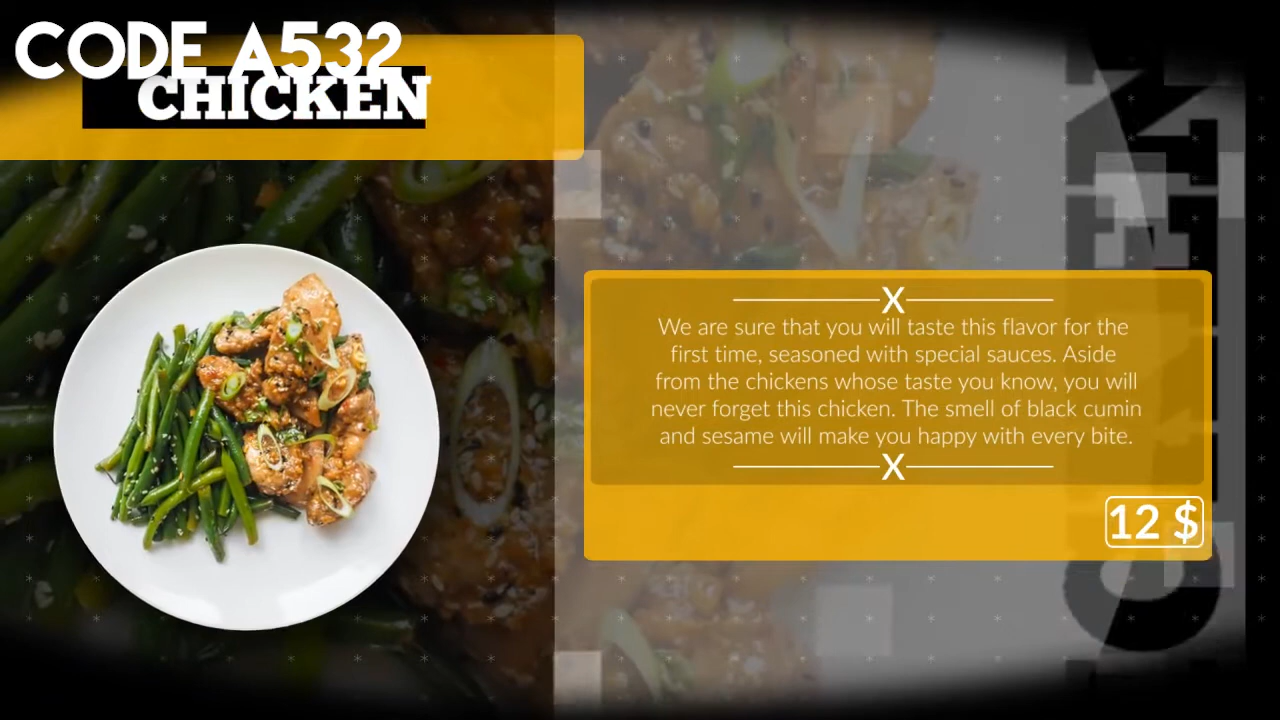 CODE A532
CHICKEN
X
We are sure that you will taste this flavor for the
first time, seasoned with special sauces. Aside
from the chickens whose taste you know, you will
never forget this chicken. The smell of black cumin
and sesame will make you happy with every bite.
X
12 $
CHICKEN